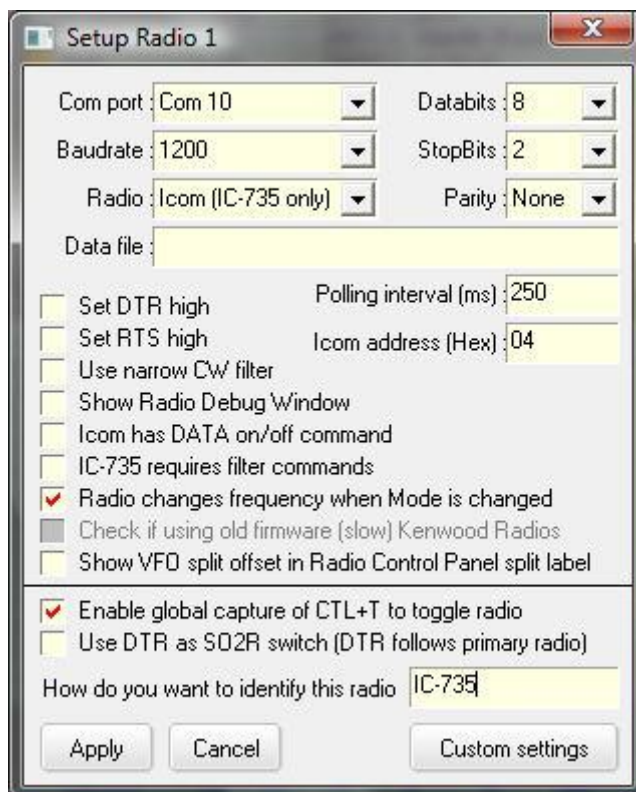 Setup Radio 1
Com port : Com 10 Databits : 8
Baudrate : 1200 StopBits : 2
Radio : Icom (IC-735 only) Parity : None
Data file :
Set DTR high Polling interval (ms) : 250
Set RTS high Icom address (Hex) : 04
Use narrow CW filter
Show Radio Debug Window
Icom has DATA on/off command
IC-735 requires filter commands
Radio changes frequency when Mode is changed
Check if using old firmware (slow) Kenwood Radios
Show VFO split offset in Radio Control Panel split label
Enable global capture of CTL+T to toggle radio
Use DTR as SO2R switch (DTR follows primary radio)
How do you want to identify this radio IC-735
Apply Cancel Custom settings